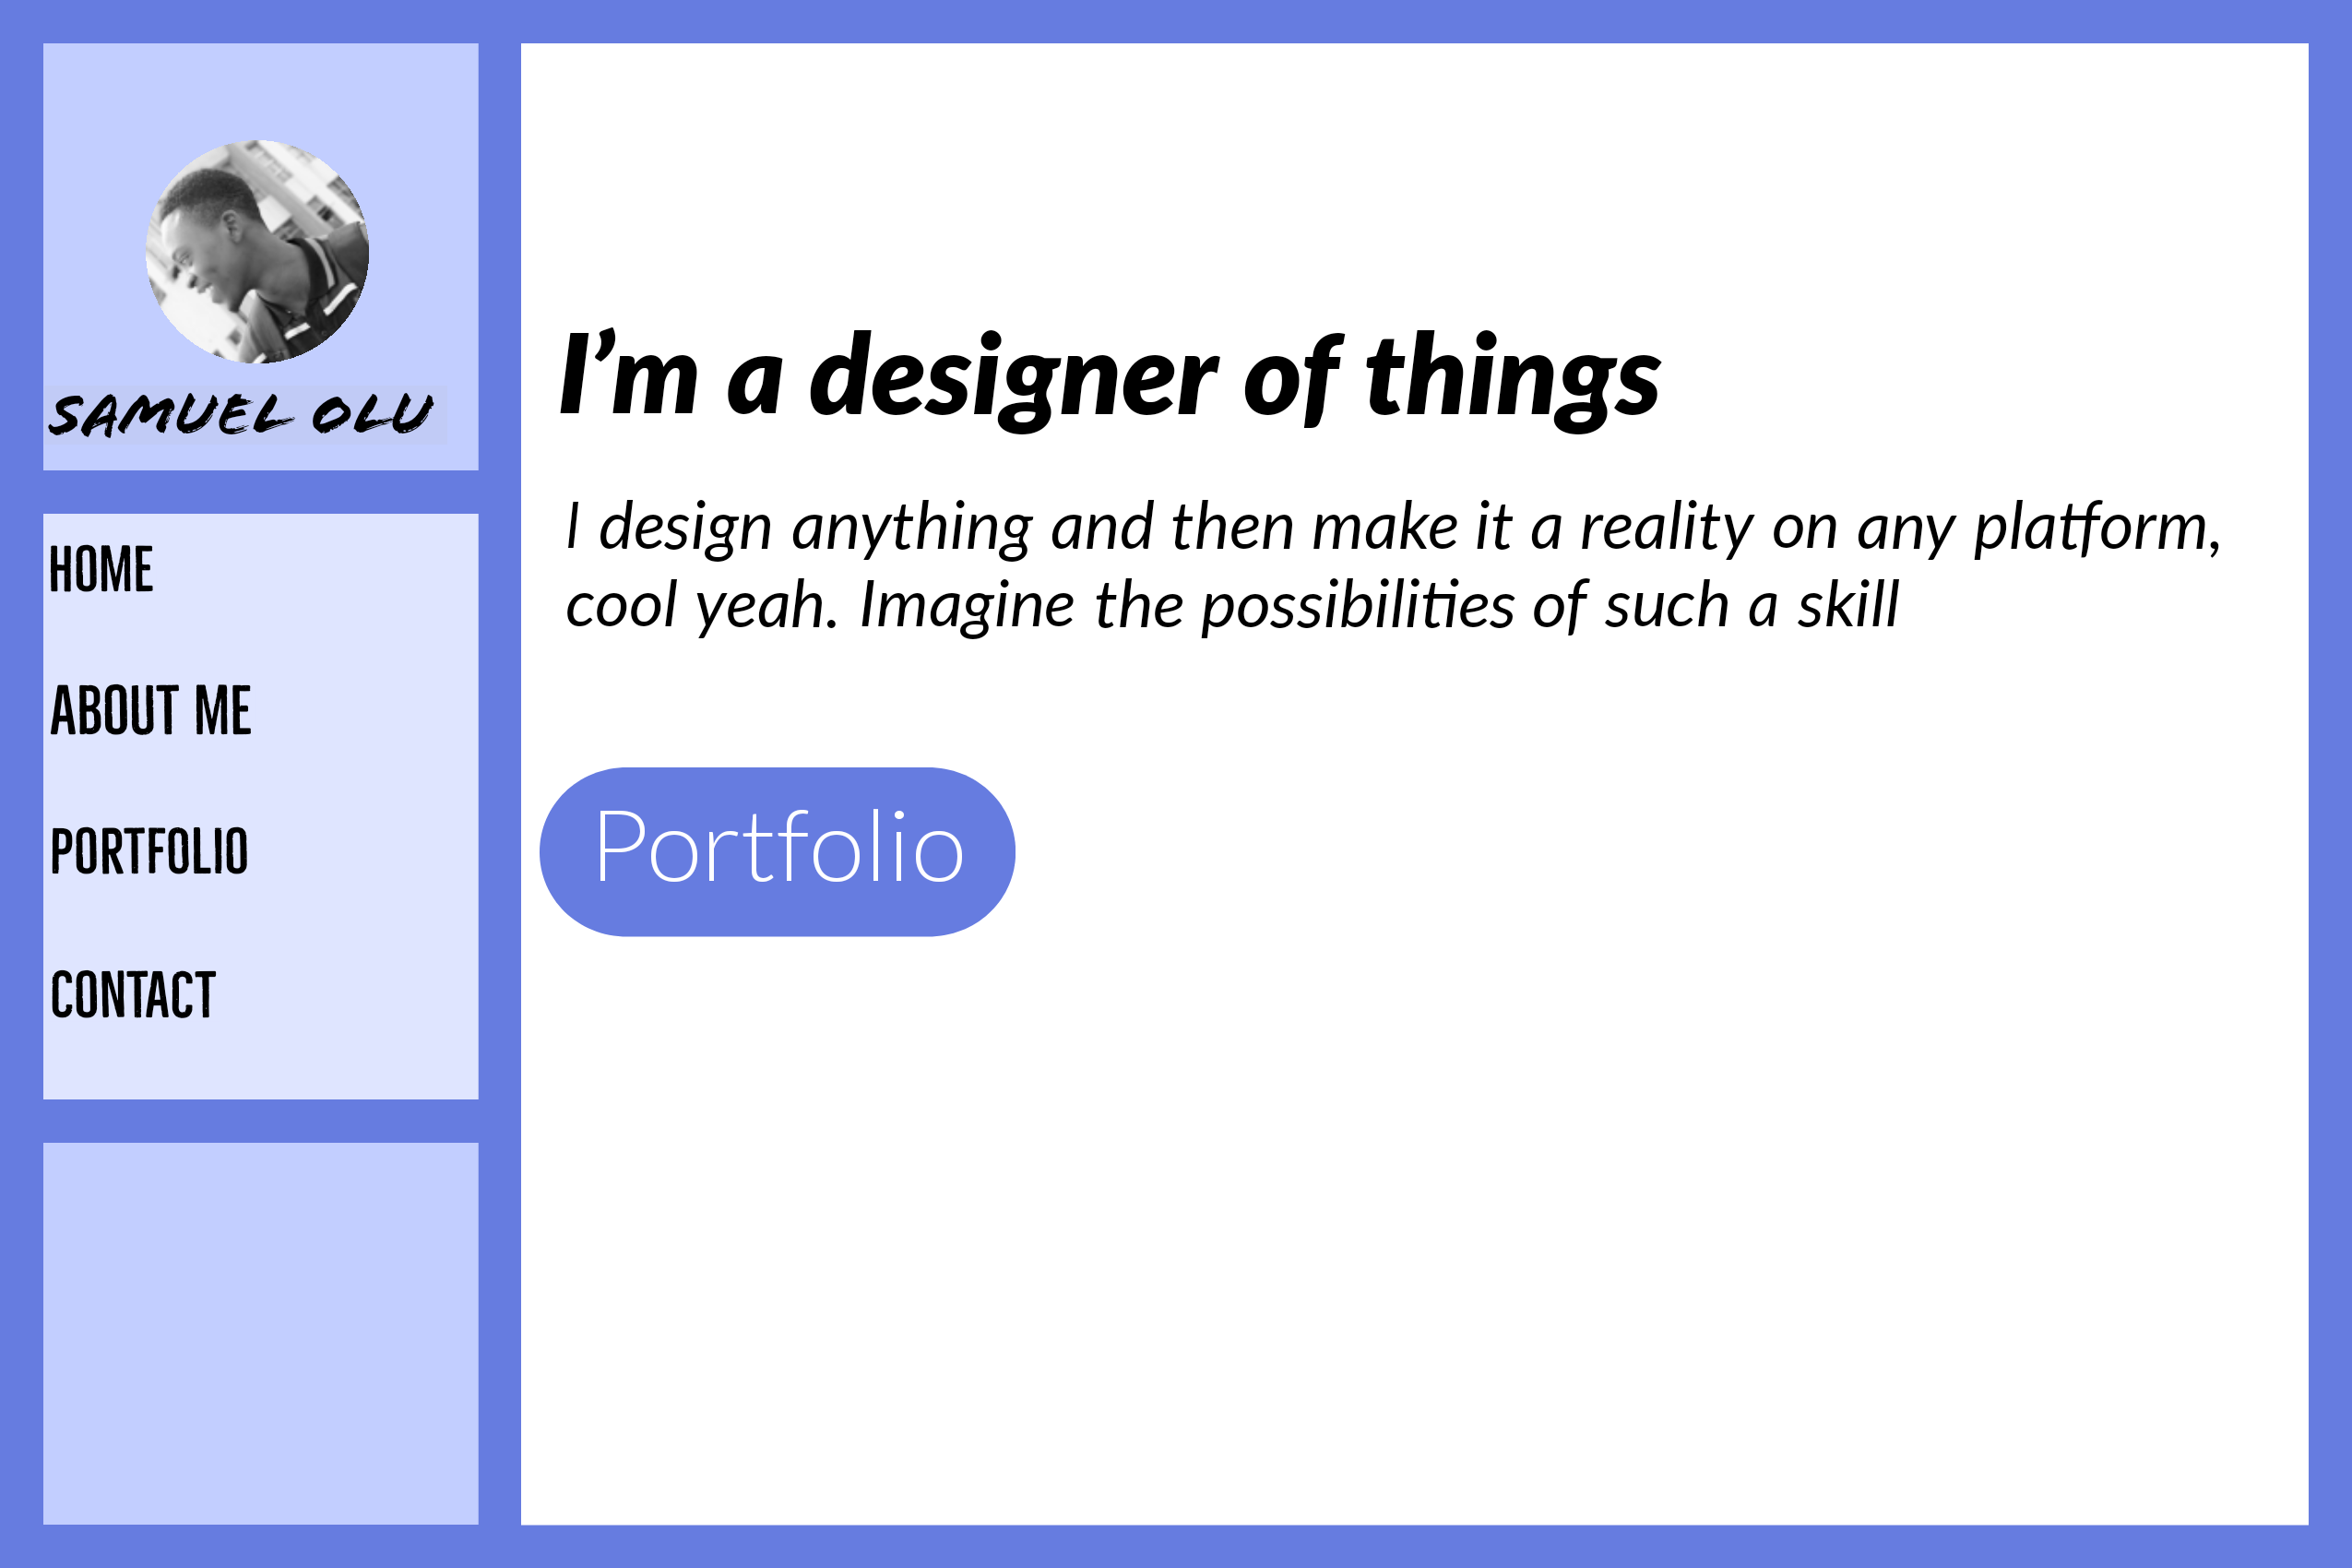 SAMUEL OLU
HOME
ABOUT ME
PORTFOLIO
CONTACT
I’m a designer of things
I design anything and then make it a reality on any platform,
cool yeah. Imagine the possibilities of such a skill
Portfolio